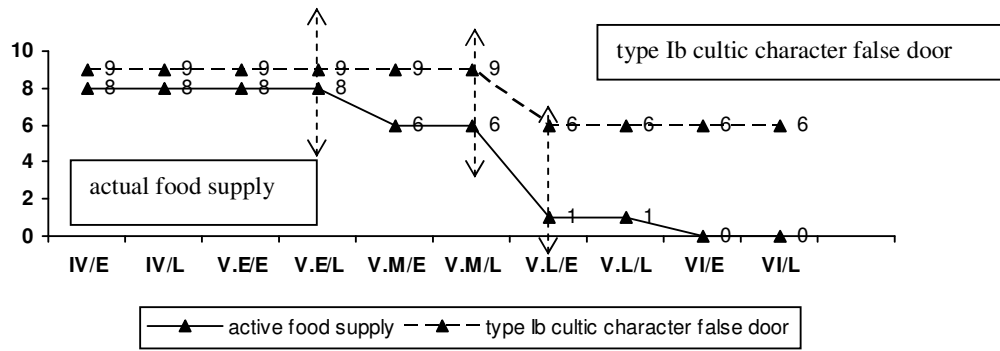 type Ib cultic character false door
10
9 9 9 9 9 9
8
8 8 8 8
6
6 6 6 6 6 6
4
actual food supply
2
1 1
0
0 0
IV/E IV/L V.E/E V.E/L V.M/E V.M/L V.L/E V.L/L VI/E VI/L
active food supply type Ib cultic character false door